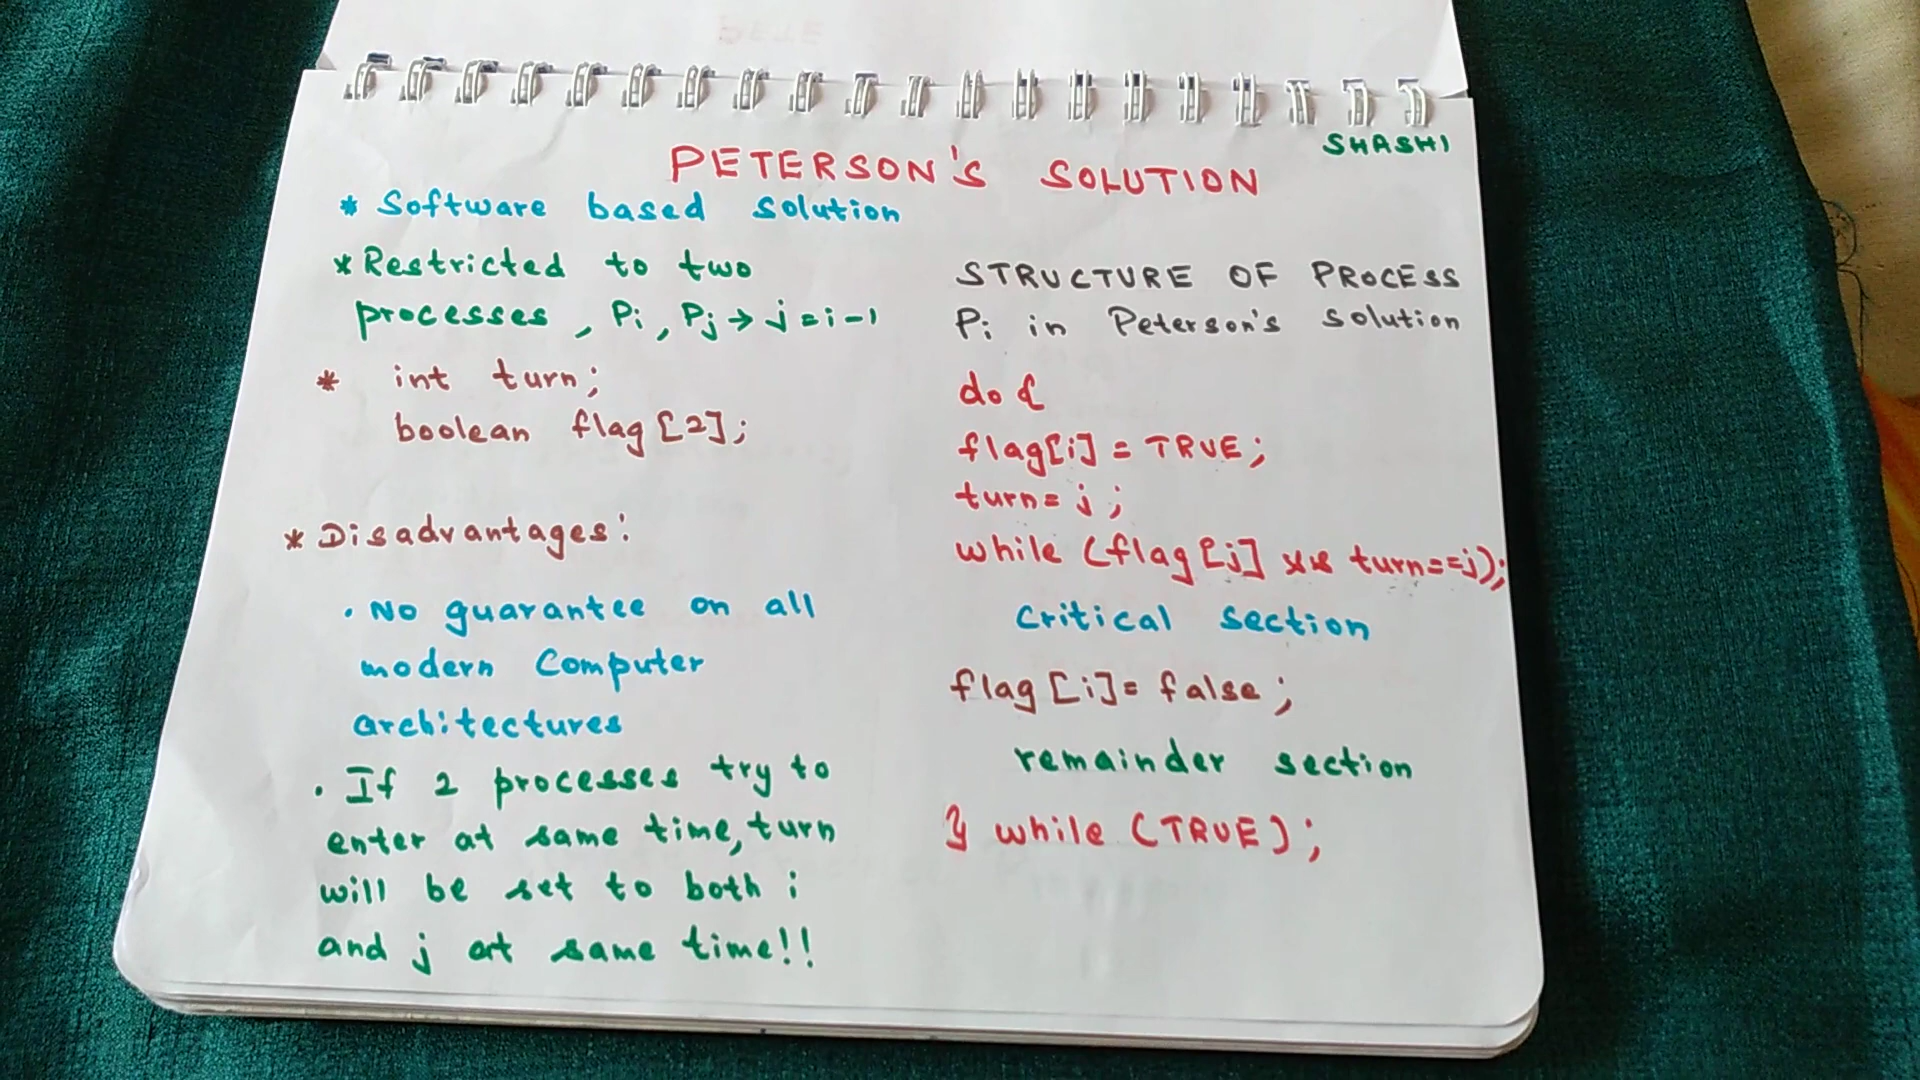 SHASHI
PETERSON'S SOLUTION
* Software based solution
* Restricted to two
processes, Pi, Pj → j = i - 1
* int turn;
boolean flag [2];
* Disadvantages:
. No guarantee on all
modern Computer
architectures
. If 2 processes try to
enter at same time, turn
will be set to both i
and j at same time!!
STRUCTURE OF PROCESS
Pi in Peterson's solution
do {
flag[i] = TRUE;
turn = j ;
while (flag [j] && turn == j);
Critical section
flag [i] = false ;
remainder section
} while (TRUE);